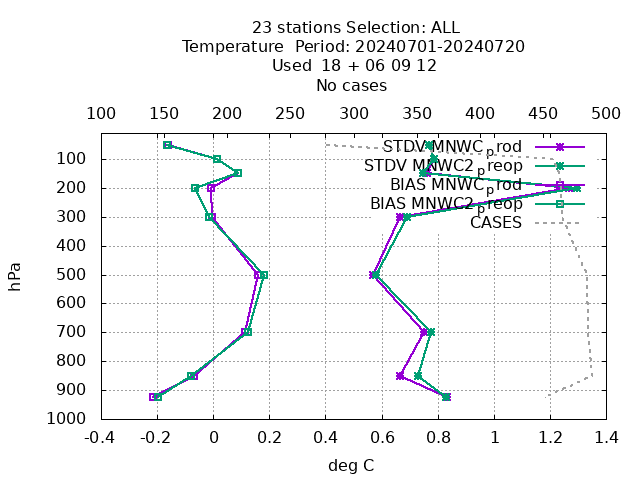 23 stations Selection: ALL
Temperature  Period: 20240701-20240720
Used  18 + 06 09 12
No cases
100 150 200 250 300 350 400 450 500
STDV MNWC_prod
STDV MNWC2_preop
BIAS MNWC_prod
BIAS MNWC2_preop
CASES
100
200
300
400
500
600
700
800
900
1000
hPa
-0.4 -0.2 0 0.2 0.4 0.6 0.8 1 1.2 1.4
deg C